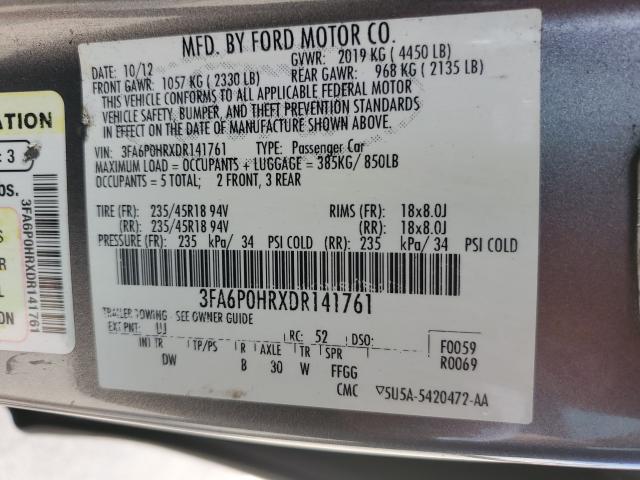 MFD. BY FORD MOTOR CO.
DATE: 10/12
GVWR: 2019 KG ( 4450 LB)
FRONT GAWR: 1057 KG ( 2330 LB)
REAR GAWR: 968 KG ( 2135 LB)
THIS VEHICLE CONFORMS TO ALL APPLICABLE FEDERAL MOTOR
VEHICLE SAFETY, BUMPER, AND THEFT PREVENTION STANDARDS
IN EFFECT ON THE DATE OF MANUFACTURE SHOWN ABOVE.
VIN: 3FA6P0HRXDR141761 TYPE: Passenger Car
MAXIMUM LOAD = OCCUPANTS + LUGGAGE = 385KG/ 850LB
OCCUPANTS = 5 TOTAL; 2 FRONT, 3 REAR
TIRE (FR): 235/45R18 94V RIMS (FR): 18x8.0J
(RR): 235/45R18 94V (RR): 18x8.0J
PRESSURE (FR): 235 kPa/ 34 PSI COLD (RR): 235 kPa/ 34 PSI COLD
3FA6P0HRXDR141761
TRAILER TOWING - SEE OWNER GUIDE
EXT PNT: UJ RC: 52 DSO:
INT TR TP/PS R AXLE TR SPR
DW B 30 W FFGG
CMC
F0059
R0069
5U5A-5420472-AA
ATION
: 3
bs.
S
R
L
ON
3FA6P0HRXDR141761